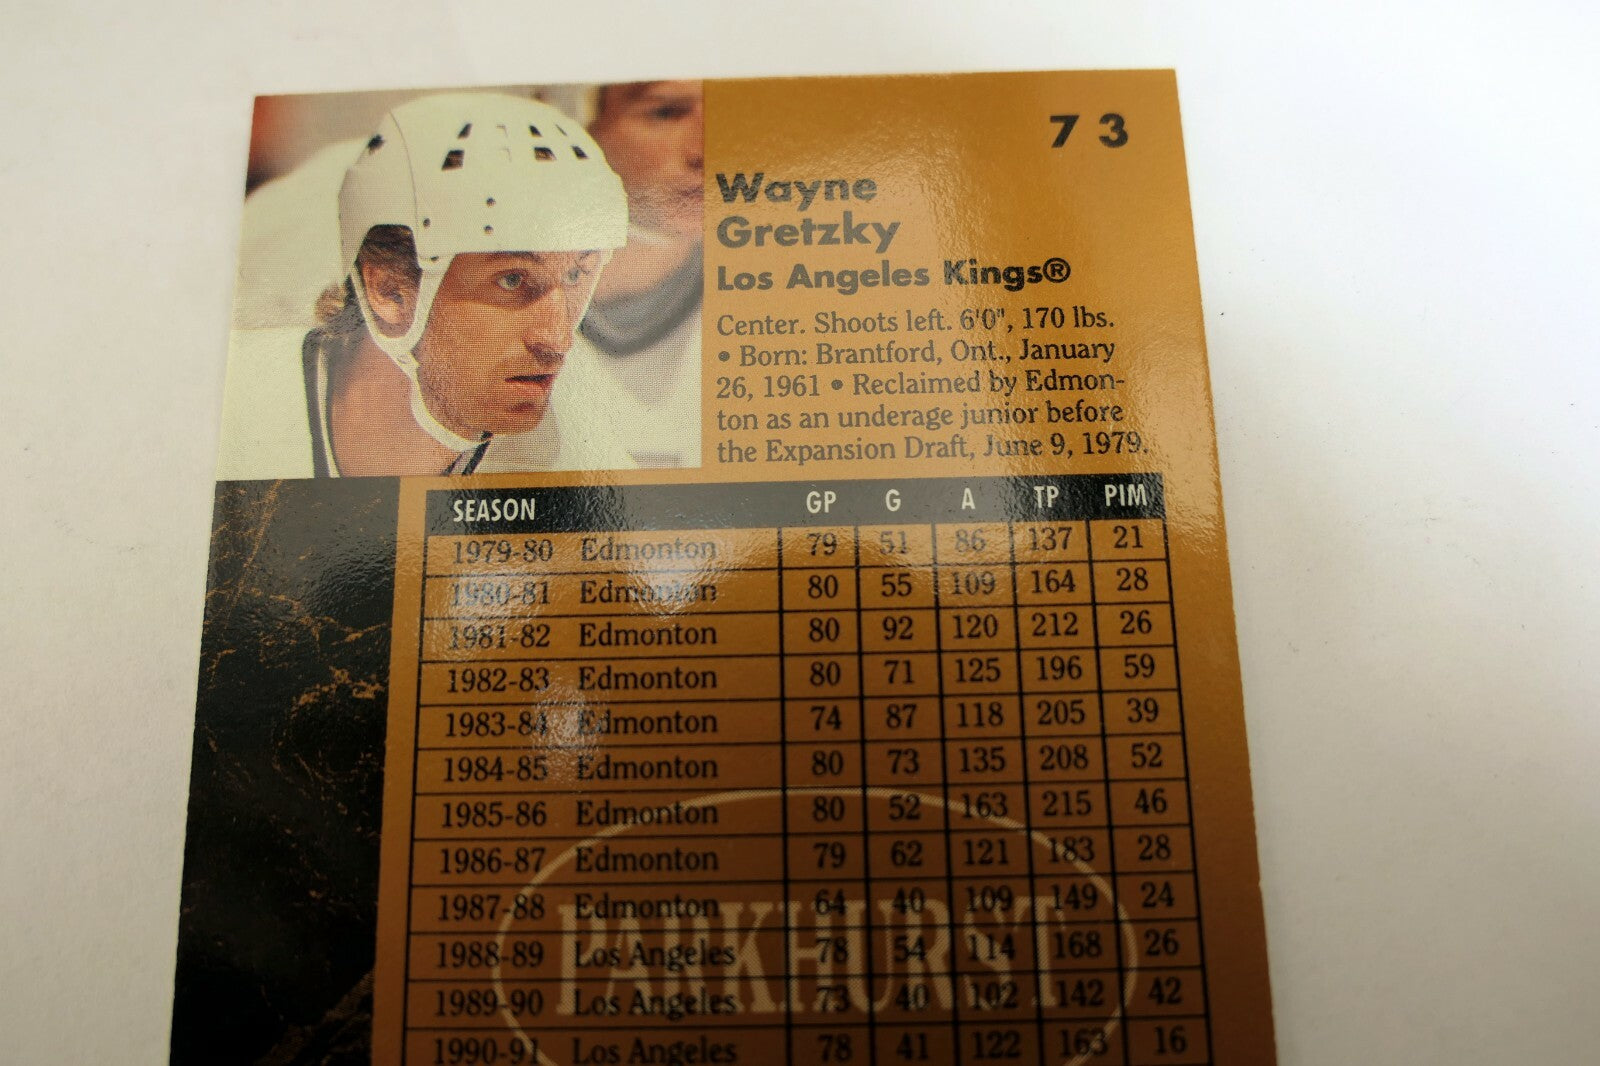 73
Wayne
Gretzky
Los Angeles Kings®
Center. Shoots left. 6'0", 170 lbs.
• Born: Brantford, Ont., January
26, 1961 • Reclaimed by Edmon-
ton as an underage junior before
the Expansion Draft, June 9, 1979.
SEASON GP G A TP PIM
1979-80 Edmonton 79 51 86 137 21
1980-81 Edmonton 80 55 109 164 28
1981-82 Edmonton 80 92 120 212 26
1982-83 Edmonton 80 71 125 196 59
1983-84 Edmonton 74 87 118 205 39
1984-85 Edmonton 80 73 135 208 52
1985-86 Edmonton 80 52 163 215 46
1986-87 Edmonton 79 62 121 183 28
1987-88 Edmonton 64 40 109 149 24
1988-89 Los Angeles 78 54 114 168 26
PARKHURST
1989-90 Los Angeles 73 40 102 142 42
1990-91 Los Angeles 78 41 122 163 16